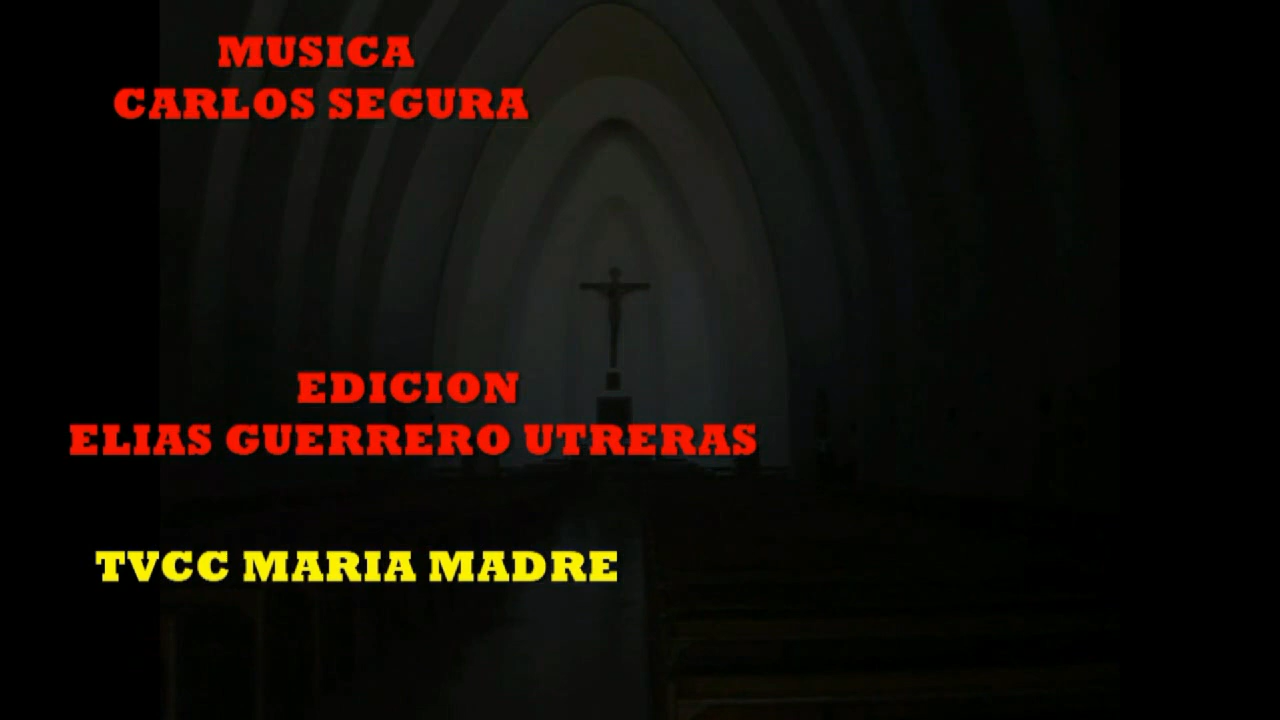 MUSICA
CARLOS SEGURA
EDICION
ELIAS GUERRERO UTRERAS
TVCC MARIA MADRE